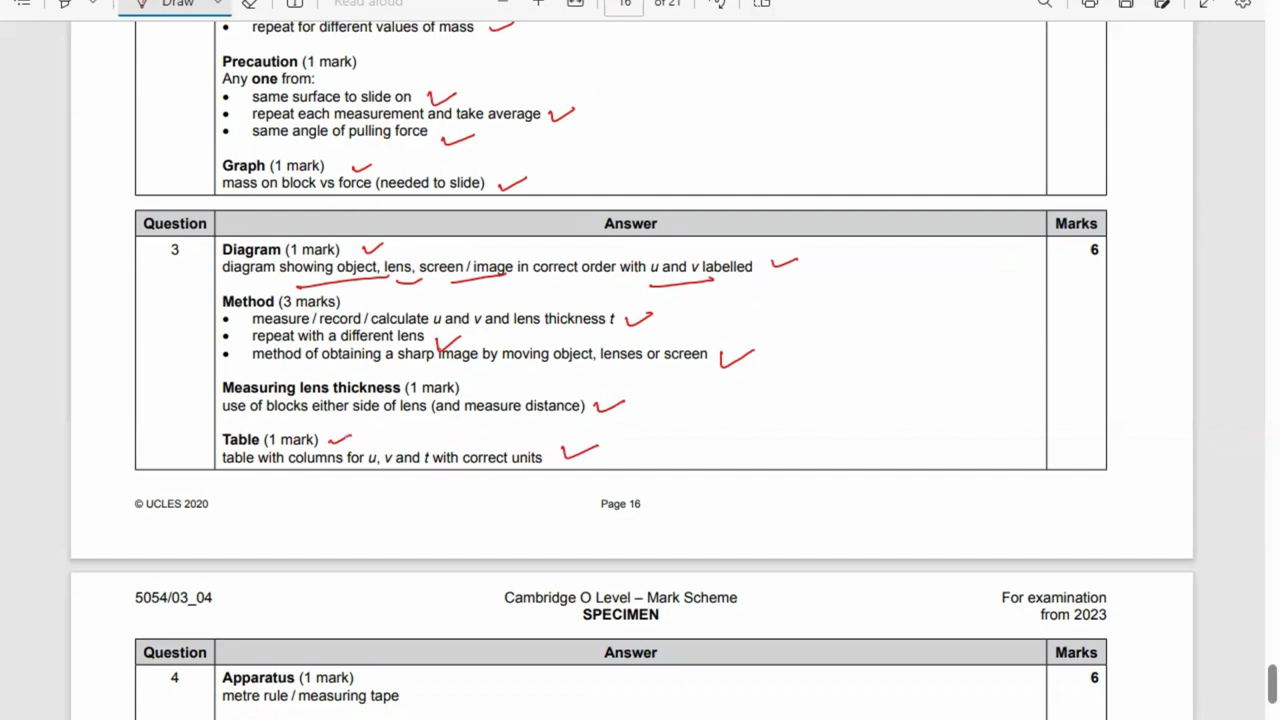 Draw
Read aloud
16
of 21
• repeat for different values of mass
Precaution (1 mark)
Any one from:
• same surface to slide on
• repeat each measurement and take average
• same angle of pulling force
Graph (1 mark)
mass on block vs force (needed to slide)
Question Answer Marks
3 Diagram (1 mark) 6
diagram showing object, lens, screen / image in correct order with u and v labelled
Method (3 marks)
• measure / record / calculate u and v and lens thickness t
• repeat with a different lens
• method of obtaining a sharp image by moving object, lenses or screen
Measuring lens thickness (1 mark)
use of blocks either side of lens (and measure distance)
Table (1 mark)
table with columns for u, v and t with correct units
© UCLES 2020 Page 16
5054/03_04 Cambridge O Level – Mark Scheme For examination
SPECIMEN from 2023
Question Answer Marks
4 Apparatus (1 mark) 6
metre rule / measuring tape